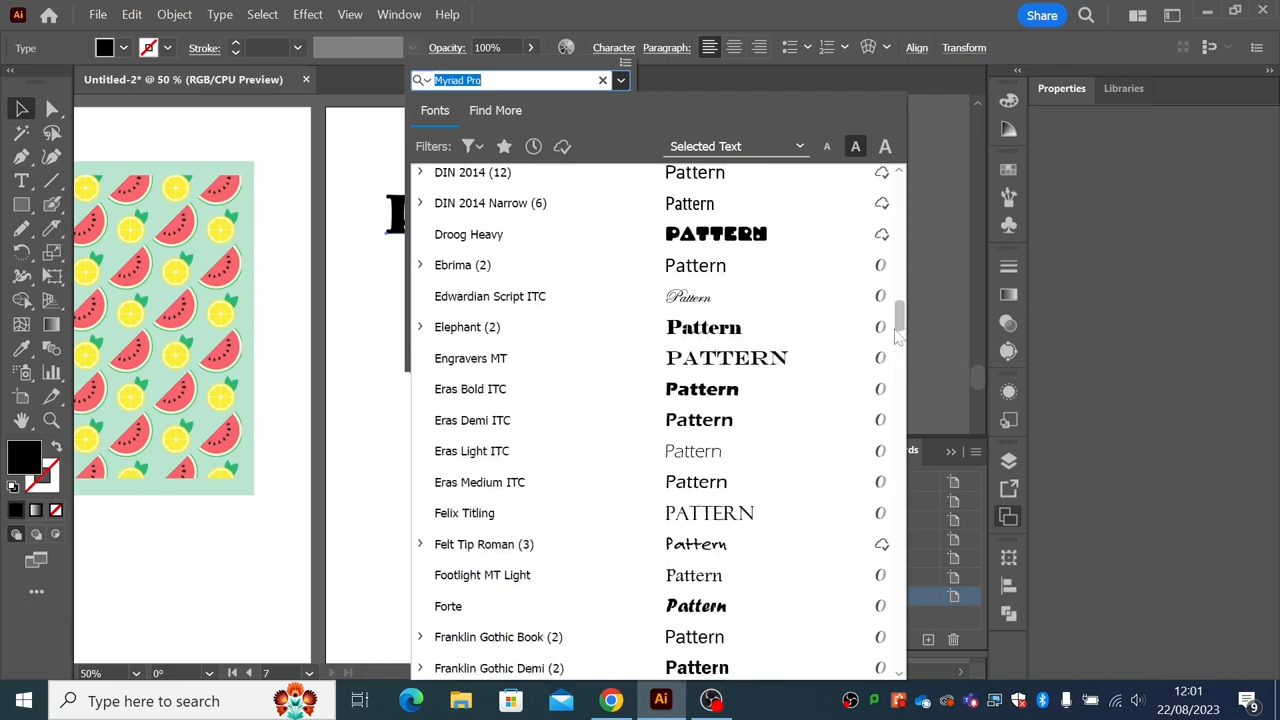 Ai File Edit Object Type Select Effect View Window Help Share
Type: Stroke: Opacity: 100% Character Paragraph: Align Transform
Untitled-2* @ 50 % (RGB/CPU Preview)
Myriad Pro
Properties Libraries
Fonts Find More
Filters: Selected Text A A A
DIN 2014 (12) Pattern
DIN 2014 Narrow (6) Pattern
Droog Heavy PATTERN
Ebrima (2) Pattern
Edwardian Script ITC Pattern
Elephant (2) Pattern
Engravers MT PATTERN
Eras Bold ITC Pattern
Eras Demi ITC Pattern
Eras Light ITC Pattern
Eras Medium ITC Pattern
Felix Titling PATTERN
Felt Tip Roman (3) Pattern
Footlight MT Light Pattern
Forte Pattern
Franklin Gothic Book (2) Pattern
Franklin Gothic Demi (2) Pattern
50% 0° 7
Type here to search
Ai
12:01
22/08/2023
9